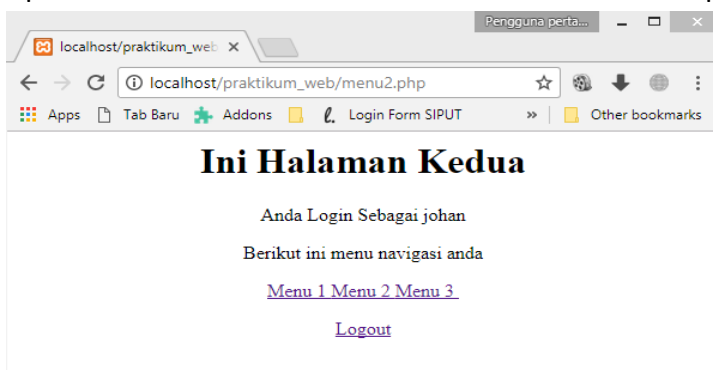 Pengguna perta...
localhost/praktikum_web
localhost/praktikum_web/menu2.php
Apps Tab Baru Addons Login Form SIPUT » Other bookmarks
Ini Halaman Kedua
Anda Login Sebagai johan
Berikut ini menu navigasi anda
Menu 1 Menu 2 Menu 3
Logout